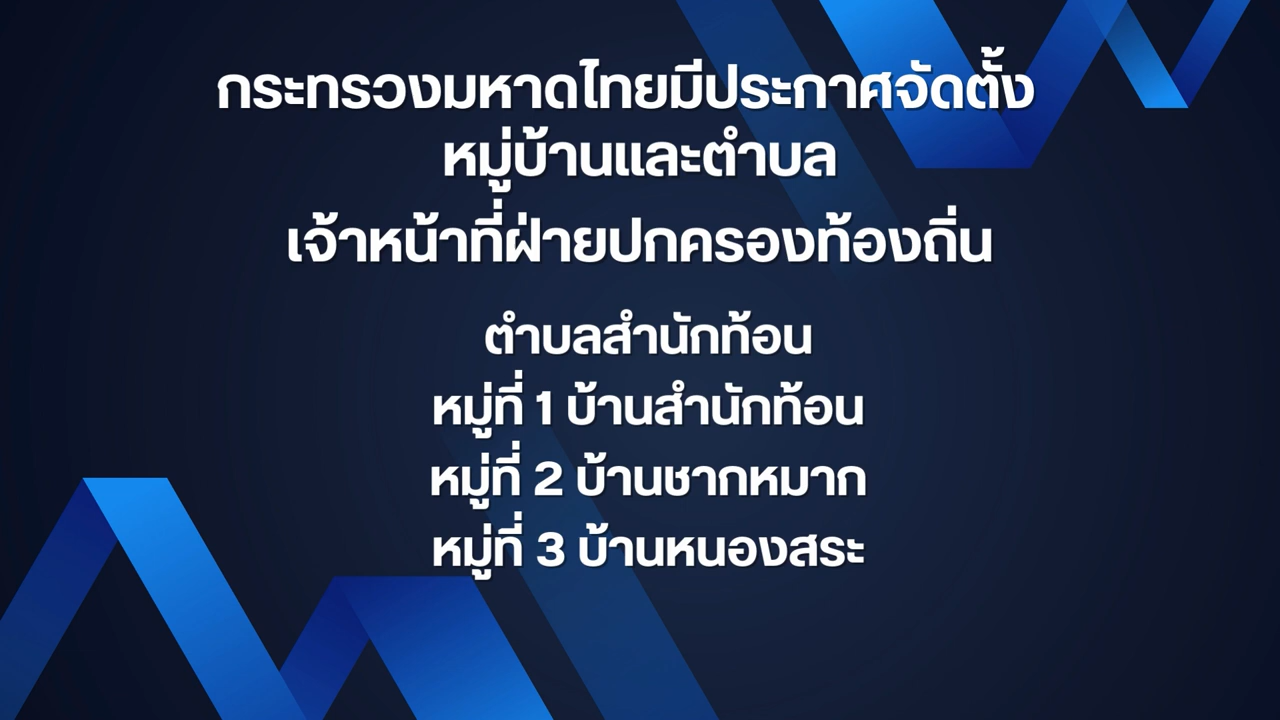 กระทรวงมหาดไทยมีประกาศจัดตั้ง
หมู่บ้านและตำบล
เจ้าหน้าที่ฝ่ายปกครองท้องถิ่น
ตำบลสำนักท้อน
หมู่ที่ 1 บ้านสำนักท้อน
หมู่ที่ 2 บ้านชากหมาก
หมู่ที่ 3 บ้านหนองสระ